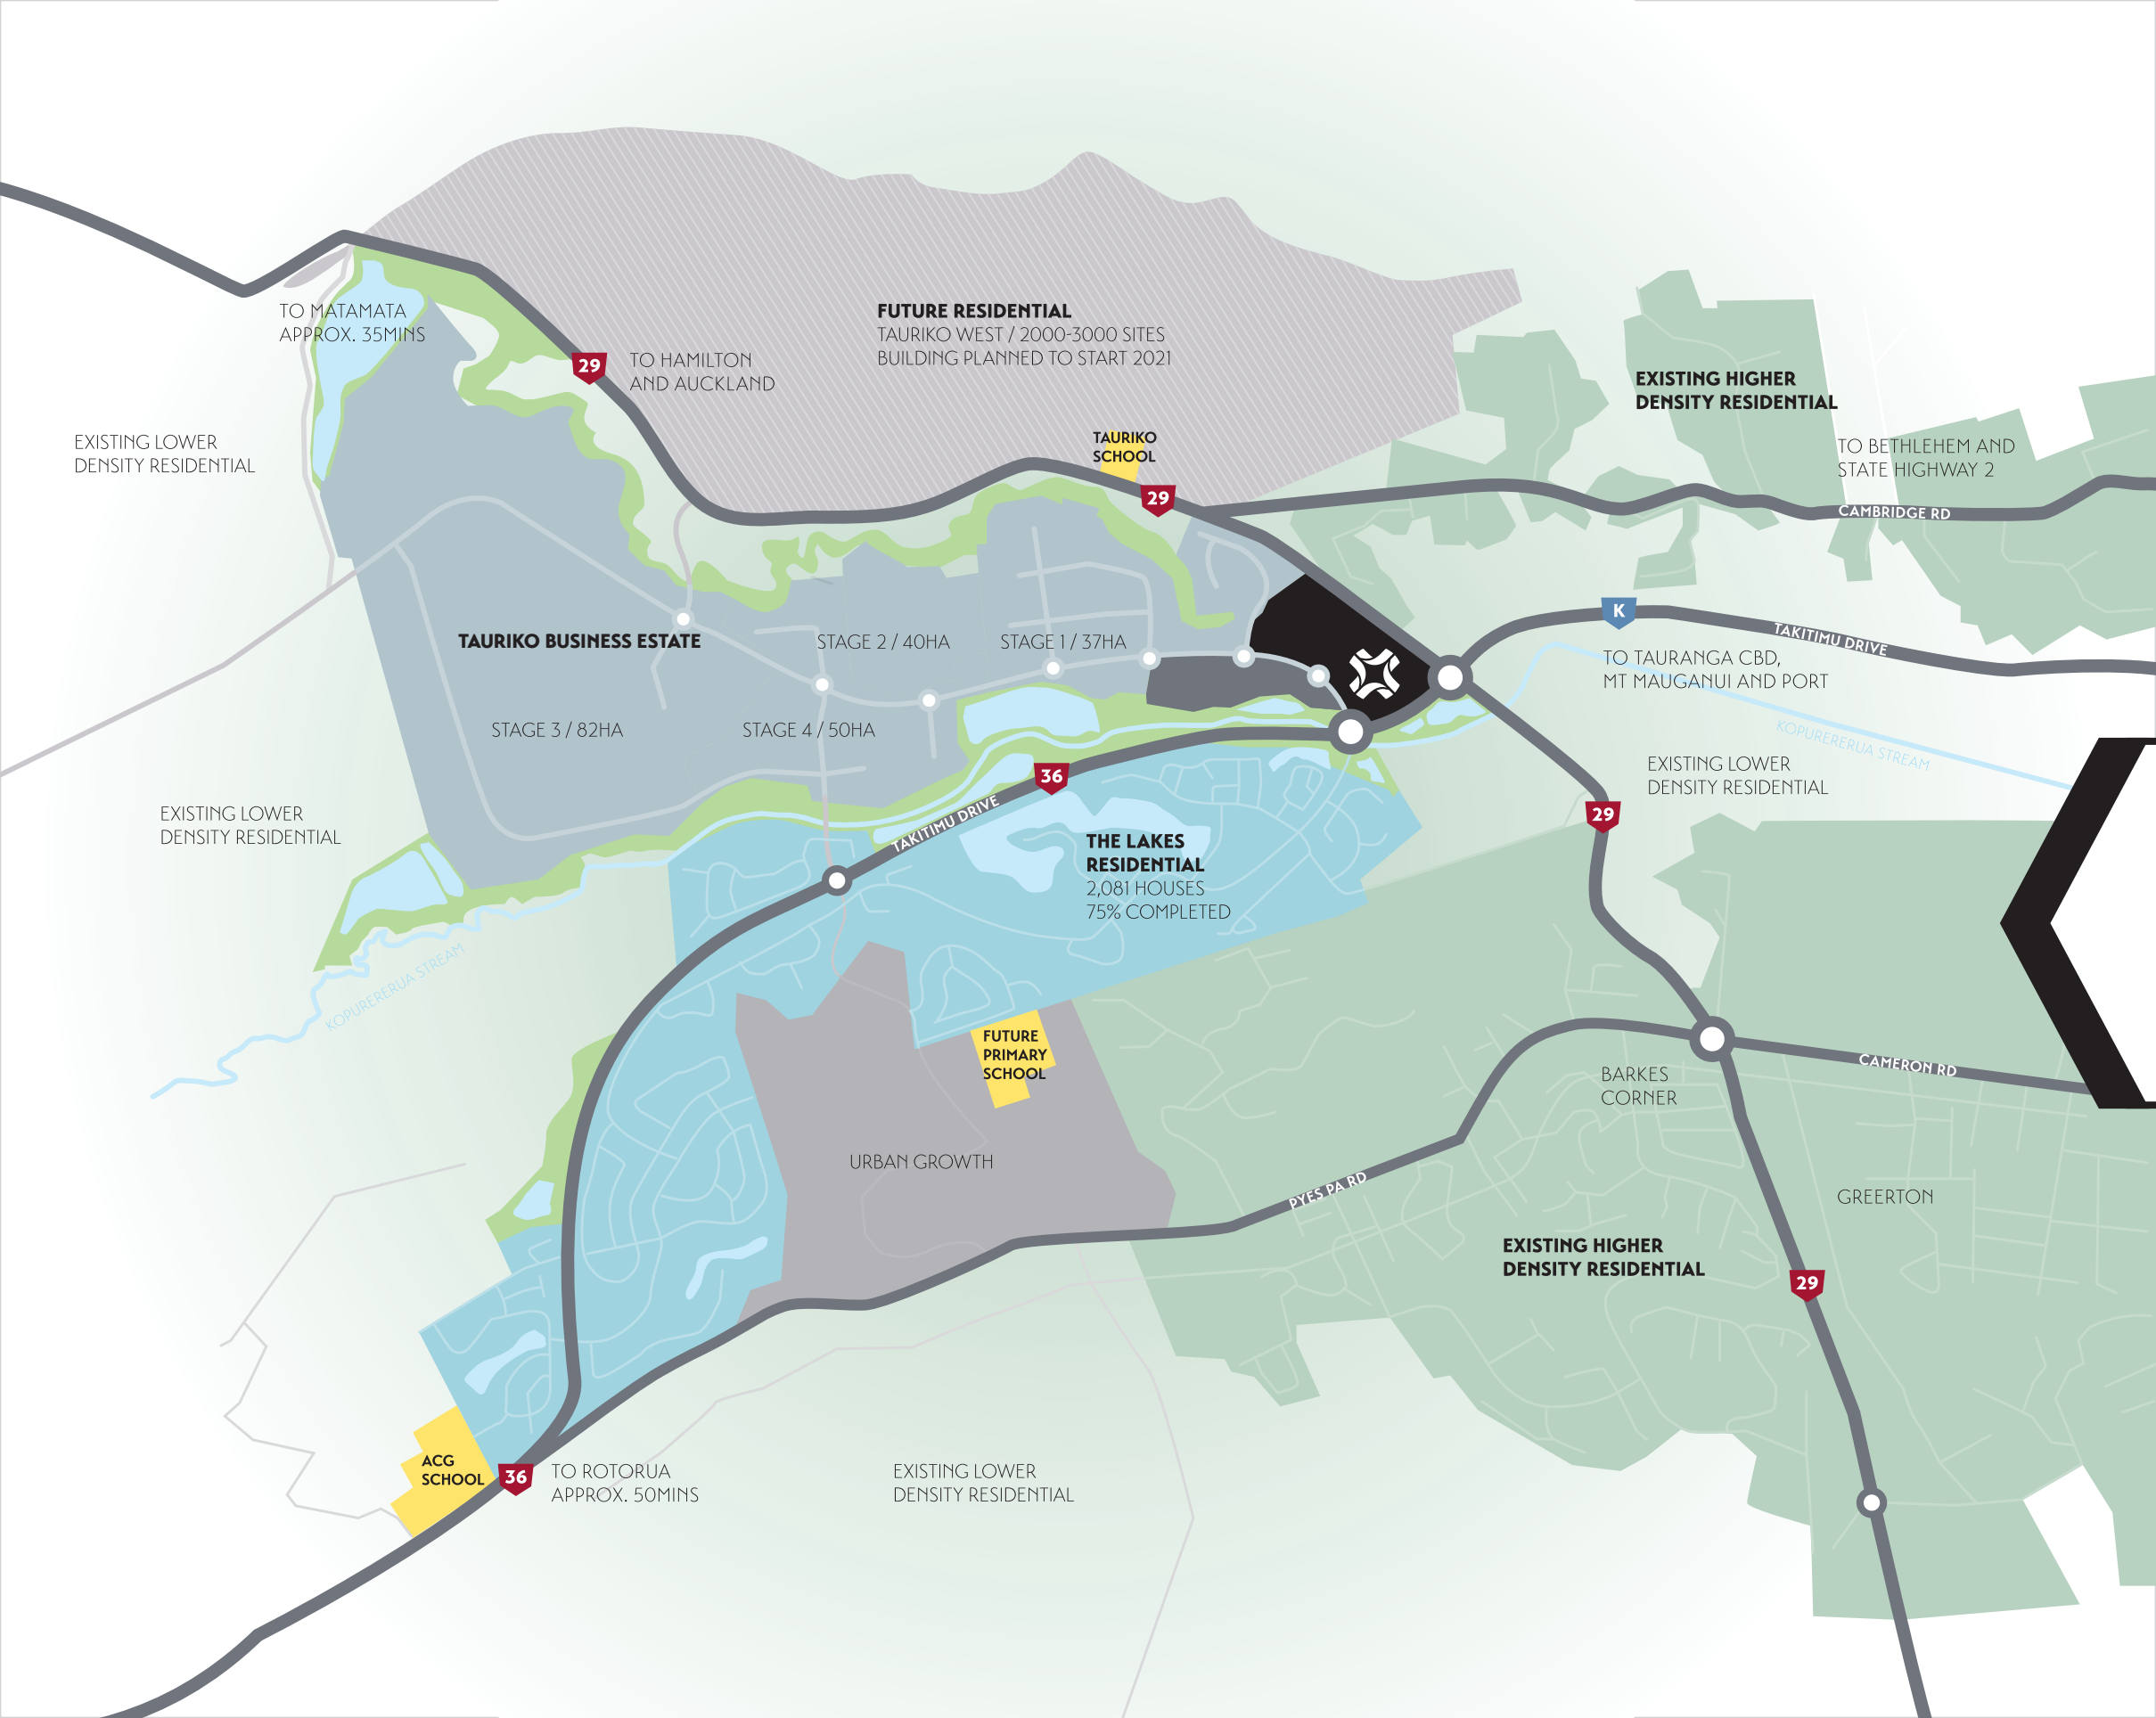 TO MATAMATA
APPROX. 35MINS
29
TO HAMILTON
AND AUCKLAND
FUTURE RESIDENTIAL
TAURIKO WEST / 2000-3000 SITES
BUILDING PLANNED TO START 2021
EXISTING HIGHER
DENSITY RESIDENTIAL
EXISTING LOWER
DENSITY RESIDENTIAL
TAURIKO
SCHOOL
29
TO BETHLEHEM AND
STATE HIGHWAY 2
CAMBRIDGE RD
K
TAKITIMU DRIVE
TAURIKO BUSINESS ESTATE
STAGE 2 / 40HA
STAGE 1 / 37HA
TO TAURANGA CBD,
MT MAUGANUI AND PORT
STAGE 3 / 82HA
STAGE 4 / 50HA
KOPURERERUA STREAM
36
TAKITIMU DRIVE
EXISTING LOWER
DENSITY RESIDENTIAL
29
EXISTING LOWER
DENSITY RESIDENTIAL
THE LAKES
RESIDENTIAL
2,081 HOUSES
75% COMPLETED
KOPURERERUA STREAM
FUTURE
PRIMARY
SCHOOL
BARKES
CORNER
CAMERON RD
URBAN GROWTH
PYES PA RD
GREERTON
EXISTING HIGHER
DENSITY RESIDENTIAL
29
ACG
SCHOOL
36
TO ROTORUA
APPROX. 50MINS
EXISTING LOWER
DENSITY RESIDENTIAL